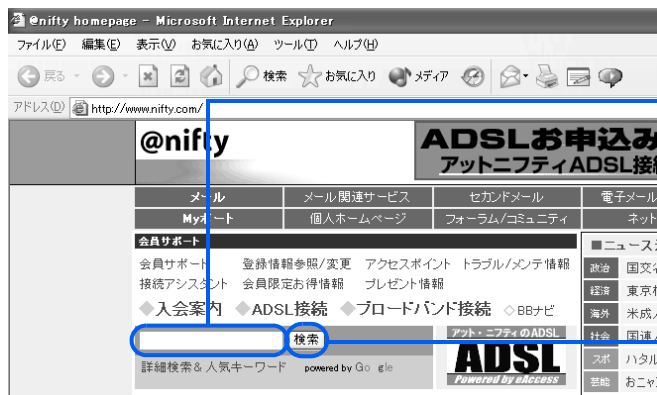 @nifty homepage - Microsoft Internet Explorer
ファイル(F) 編集(E) 表示(V) お気に入り(A) ツール(T) ヘルプ(H)
戻る 検索 お気に入り メディア
アドレス(D) http://www.nifty.com/
@nifty
ADSLお申込み
アットニフティADSL接続
メール メール関連サービス セカンドメール 電子メール
Myポート 個人ホームページ フォーラム/コミュニティ ネット
会員サポート
会員サポート 登録情報参照/変更 アクセスポイント トラブル/メンテ情報
接続アシスタント 会員限定お得情報 プレゼント情報
◆入会案内 ◆ADSL接続 ◆ブロードバンド接続 ◇BBナビ
検索
詳細検索&人気キーワード powered by Google
アット・ニフティのADSL
ADSL
Powered by eAccess
■ニュース
政治 国交
経済 東京
海外 米成
社会 国連
スポ ハタル
芸能 おニャ